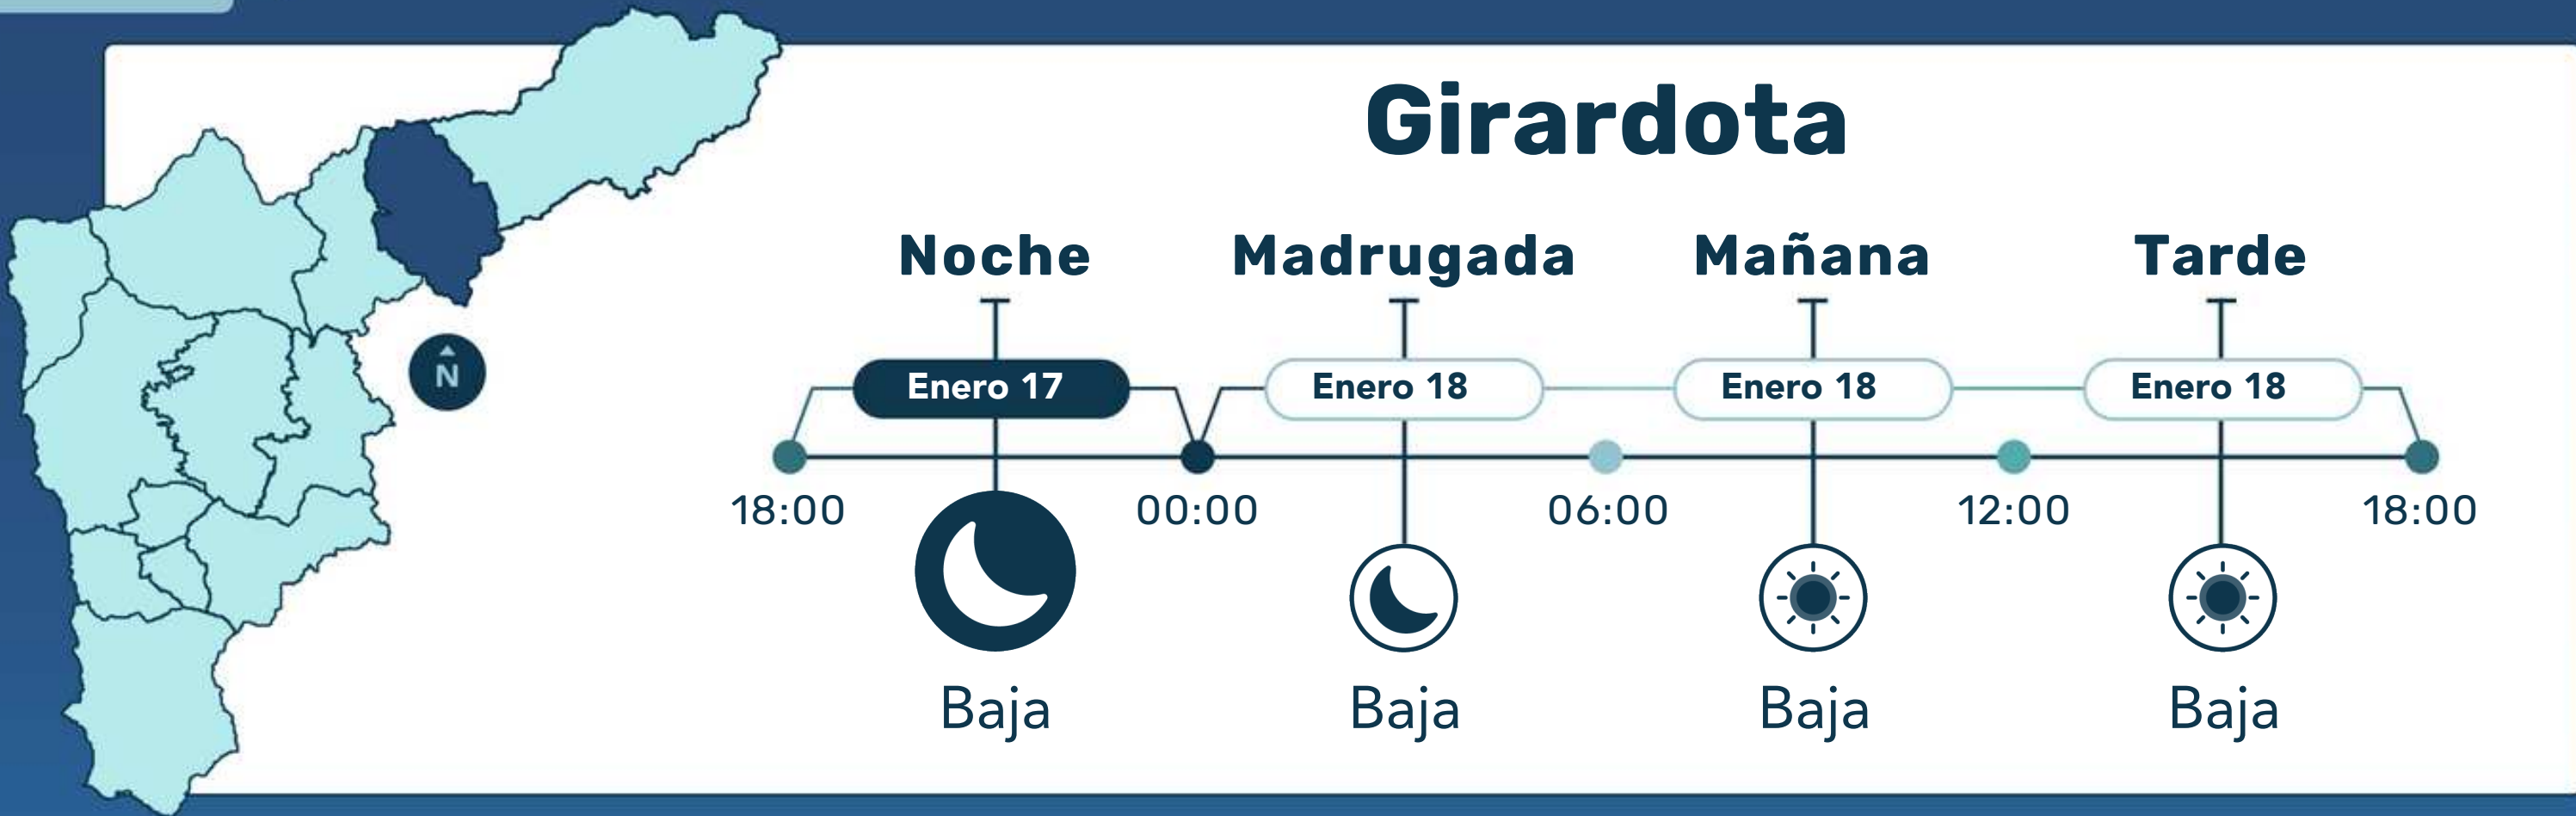 Girardota
Noche Madrugada Mañana Tarde
Enero 17 Enero 18 Enero 18 Enero 18
N
18:00 00:00 06:00 12:00 18:00
Baja Baja Baja Baja